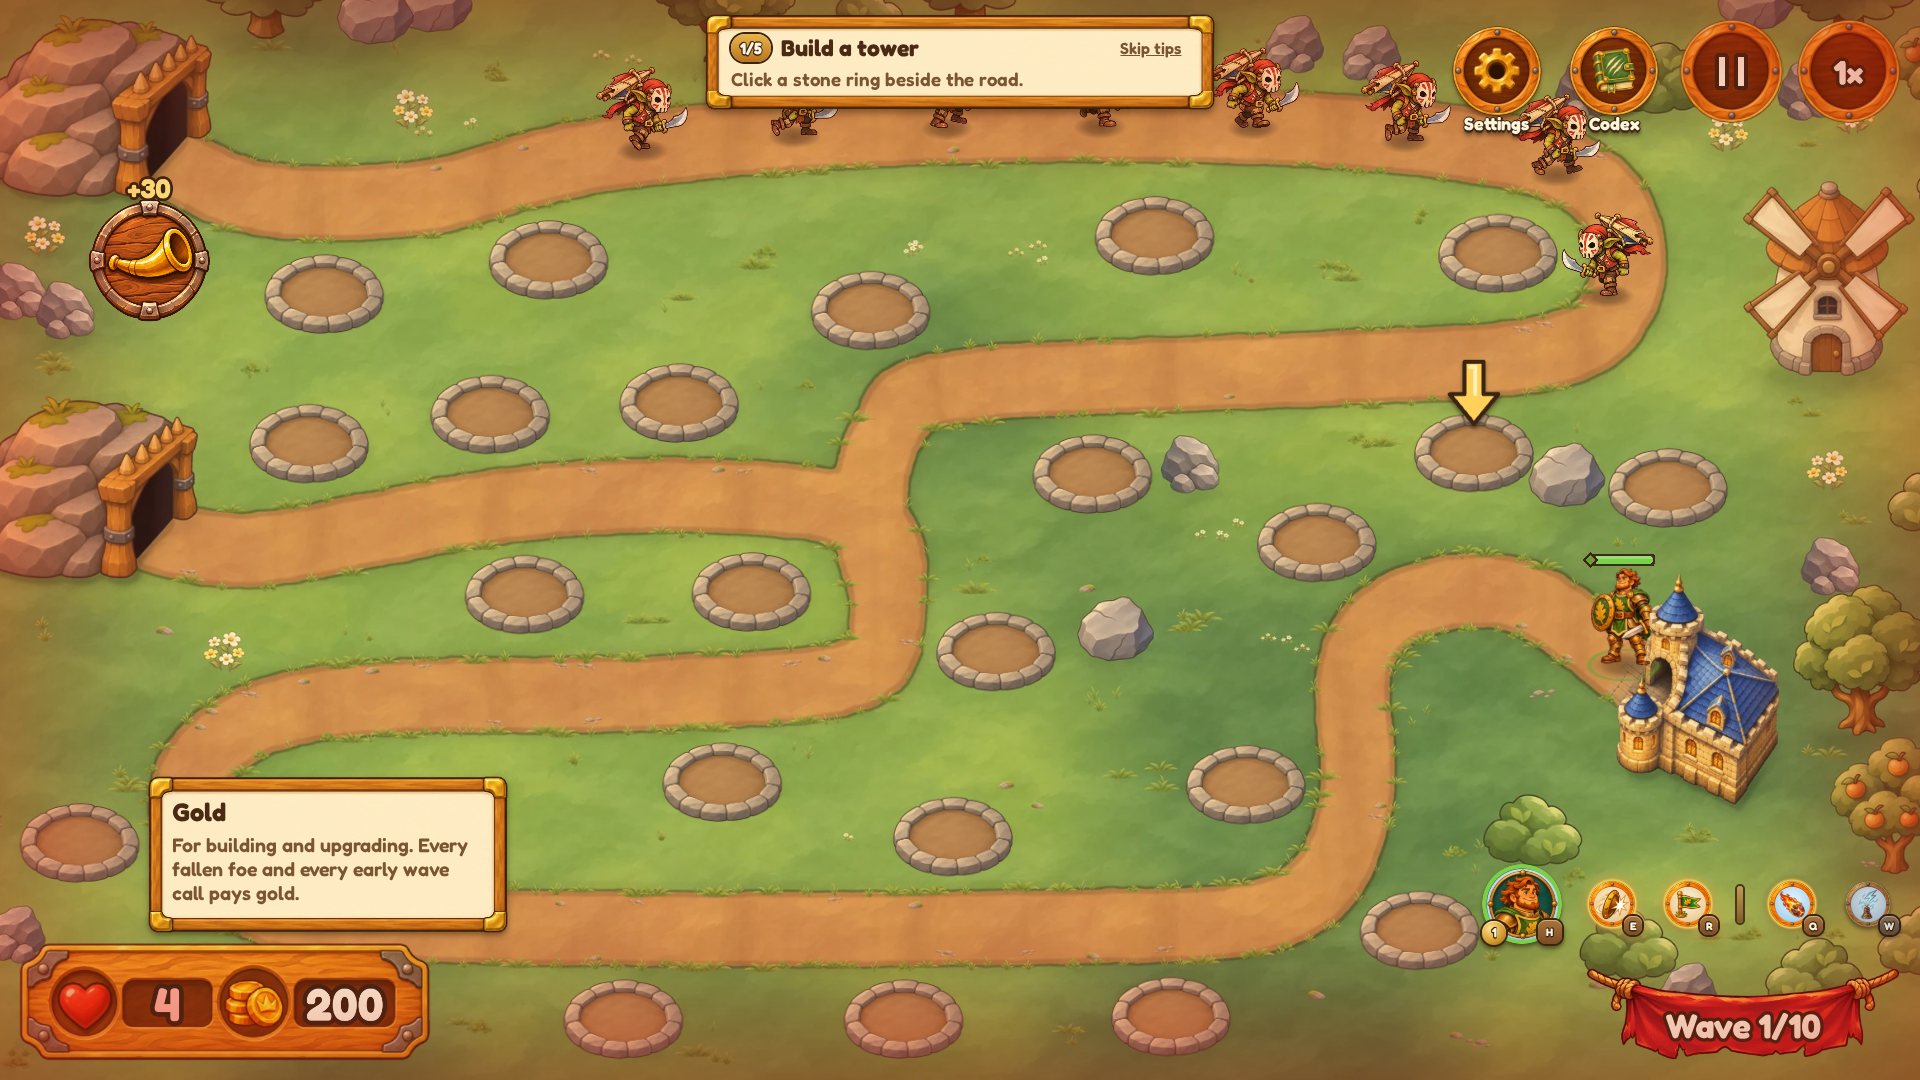 1/5 Build a tower Skip tips
Click a stone ring beside the road.
Settings
Codex
1x
+30
Gold
For building and upgrading. Every
fallen foe and every early wave
call pays gold.
1
H
E
R
Q
W
4
200
Wave 1/10